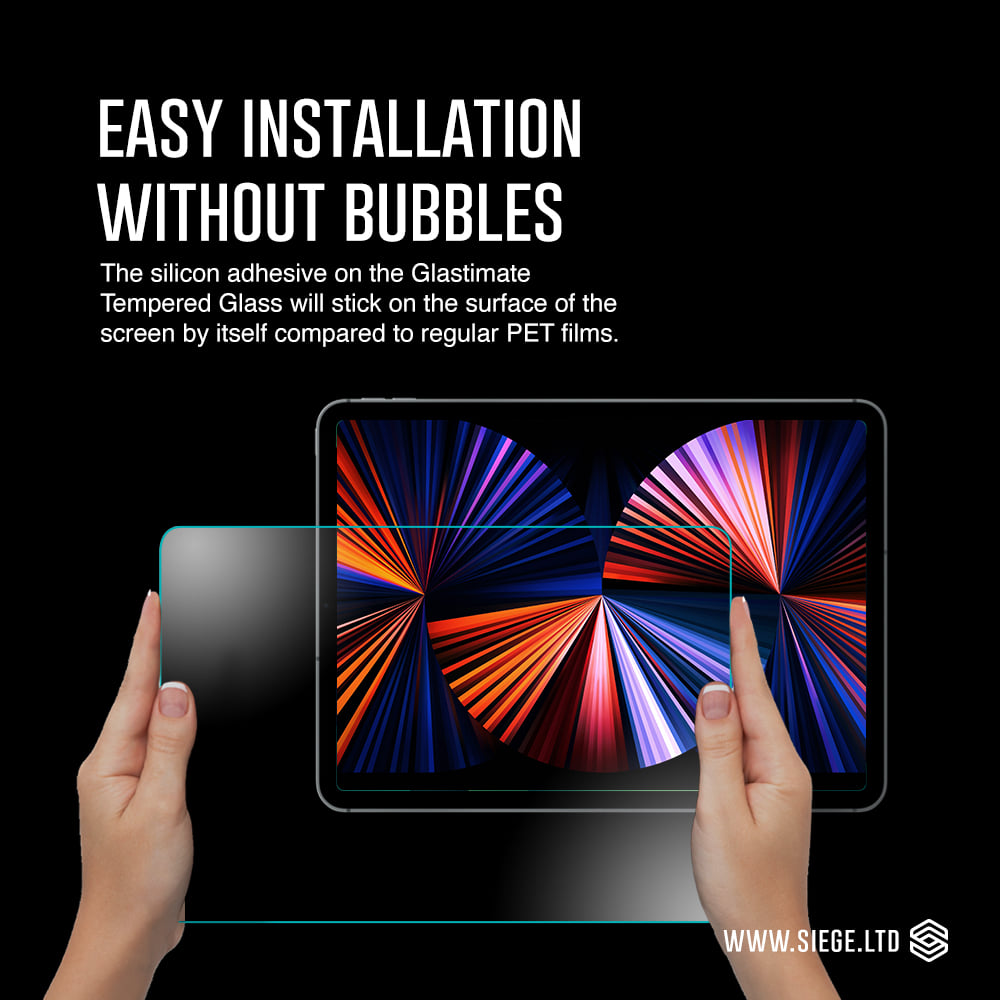 EASY INSTALLATION
WITHOUT BUBBLES
The silicon adhesive on the Glastimate
Tempered Glass will stick on the surface of the
screen by itself compared to regular PET films.
WWW.SIEGE.LTD